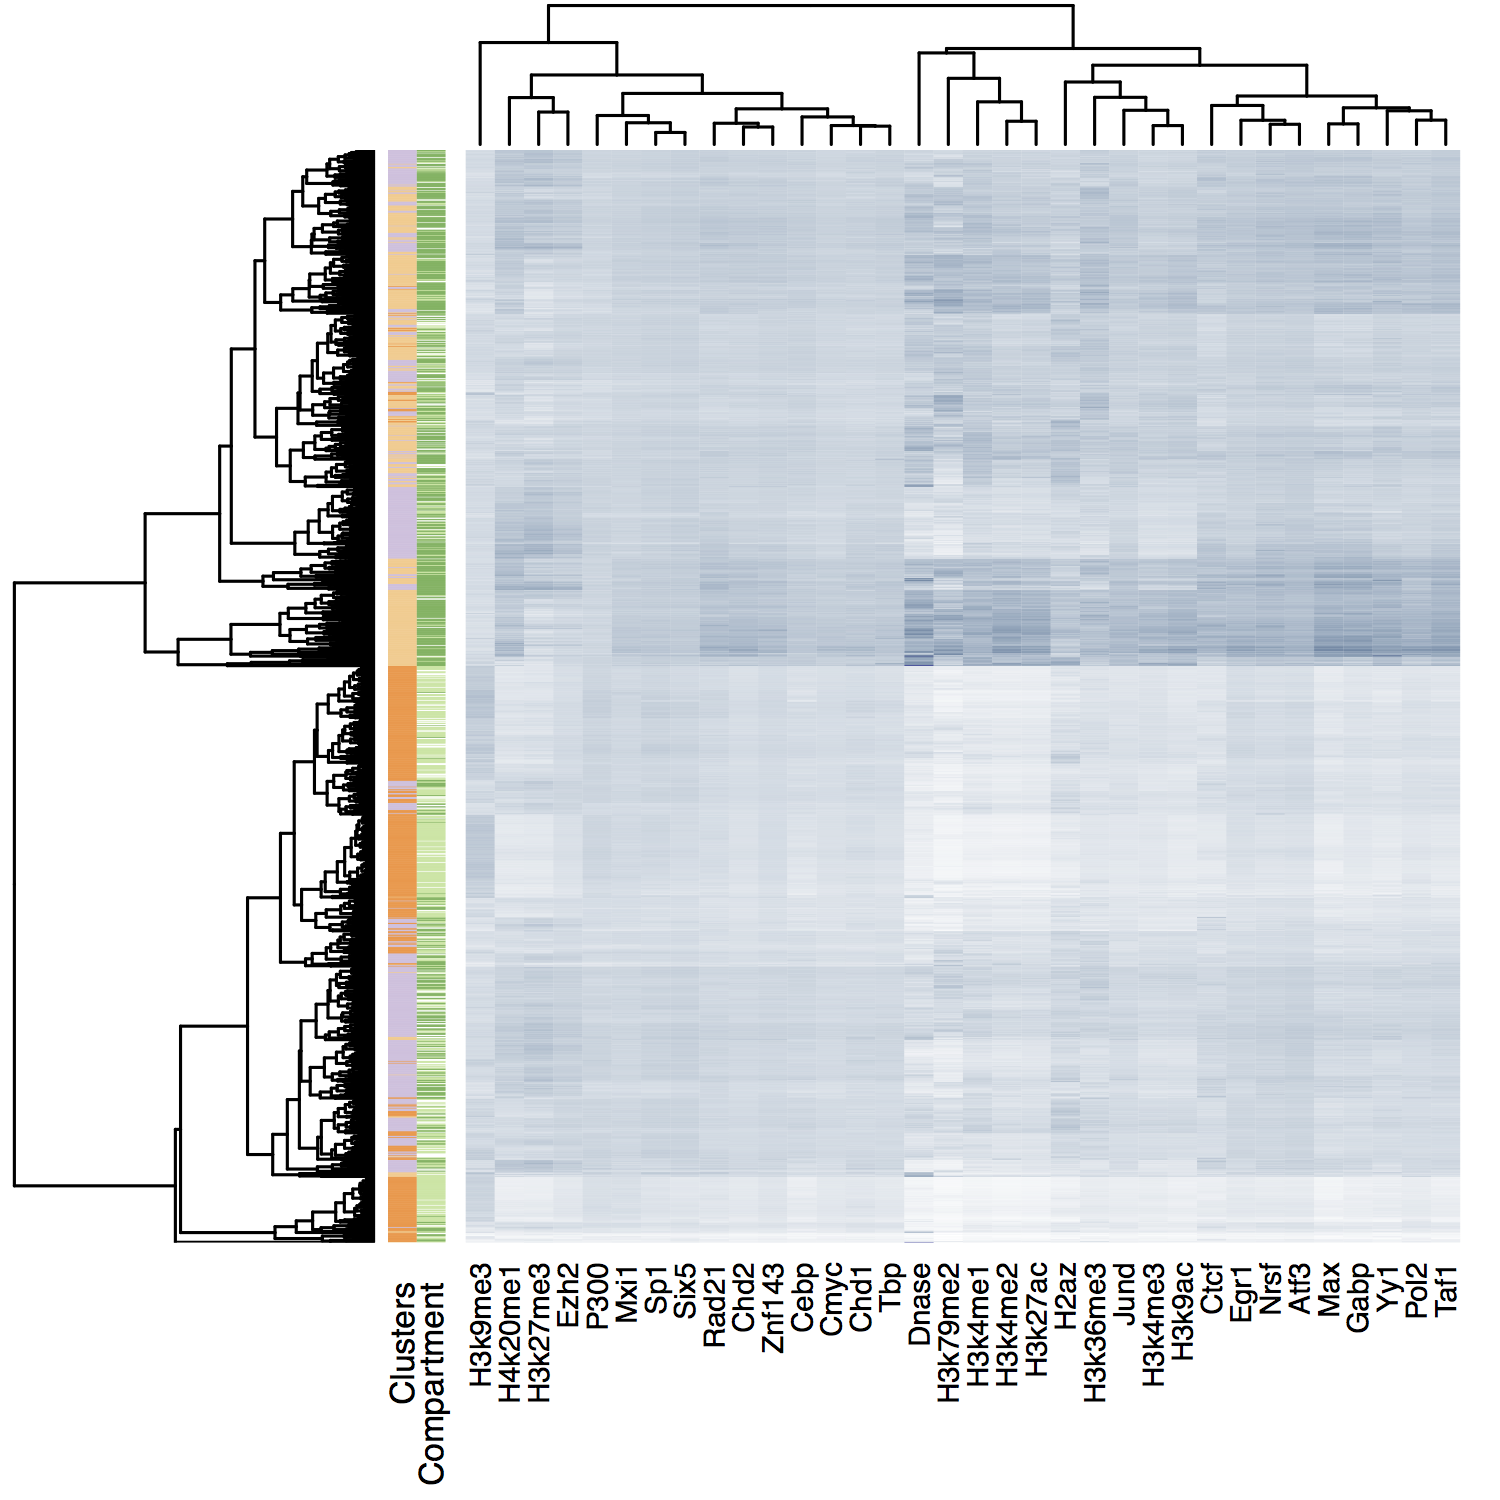 Clusters
Compartment
H3k9me3
H4k20me1
H3k27me3
Ezh2
P300
Mxi1
Sp1
Six5
Rad21
Chd2
Znf143
Cebp
Cmyc
Chd1
Tbp
Dnase
H3k79me2
H3k4me1
H3k4me2
H3k27ac
H2az
H3k36me3
Jund
H3k4me3
H3k9ac
Ctcf
Egr1
Nrsf
Atf3
Max
Gabp
Yy1
Pol2
Taf1